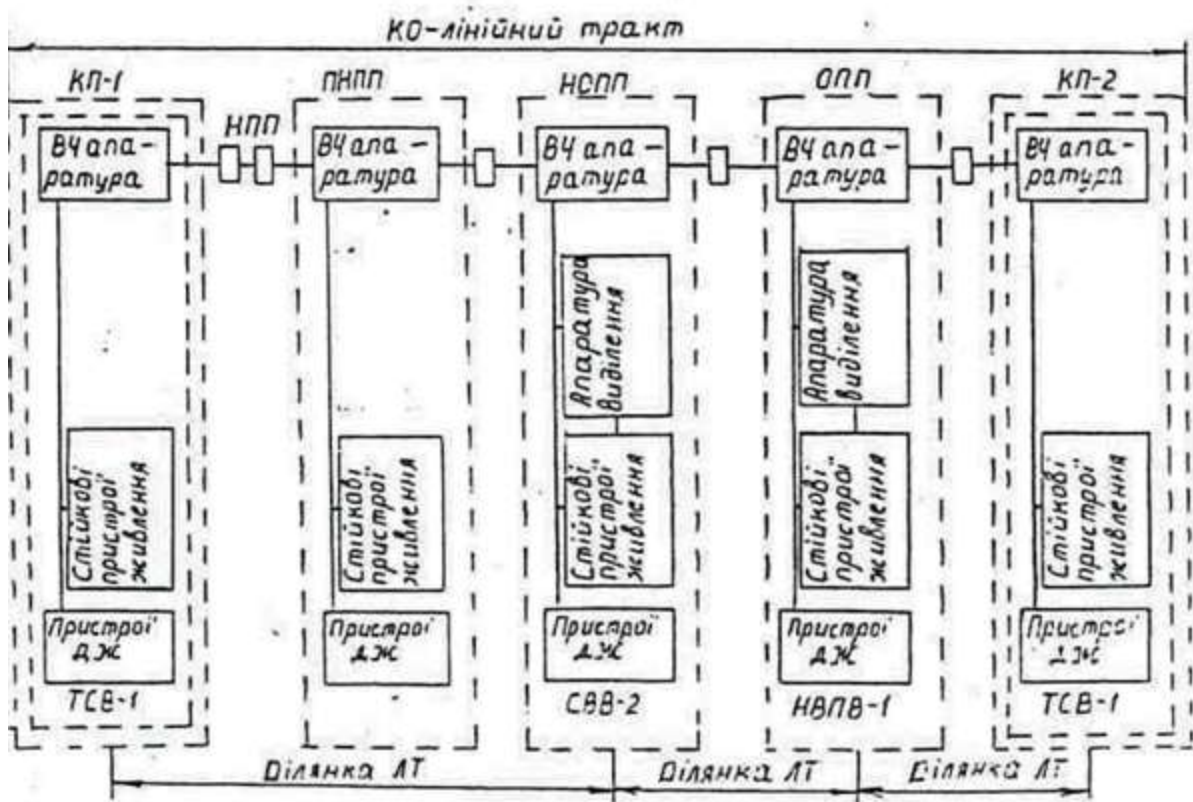 КО-лінійний тракт
КП-1
НПП
ПНПП
НОПП
ОПП
КП-2
ВЧ апа-
ратура
ВЧ апа-
ратура
ВЧ апа-
ратура
ВЧ апа-
ратура
ВЧ апа-
ратура
Апаратура
виділення
Апаратура
виділення
Стійкові
пристрої
живлення
Стійкові
пристрої
живлення
Стійкові
пристрої
живлення
Стійкові
пристрої
живлення
Стійкові
пристрої
живлення
Пристрої
ДЖ
Пристрої
ДЖ
Пристрої
ДЖ
Пристрої
ДЖ
Пристрої
ДЖ
ТСВ-1
СВВ-2
НВПВ-1
ТСВ-1
Ділянка ЛТ
Ділянка ЛТ
Ділянка ЛТ